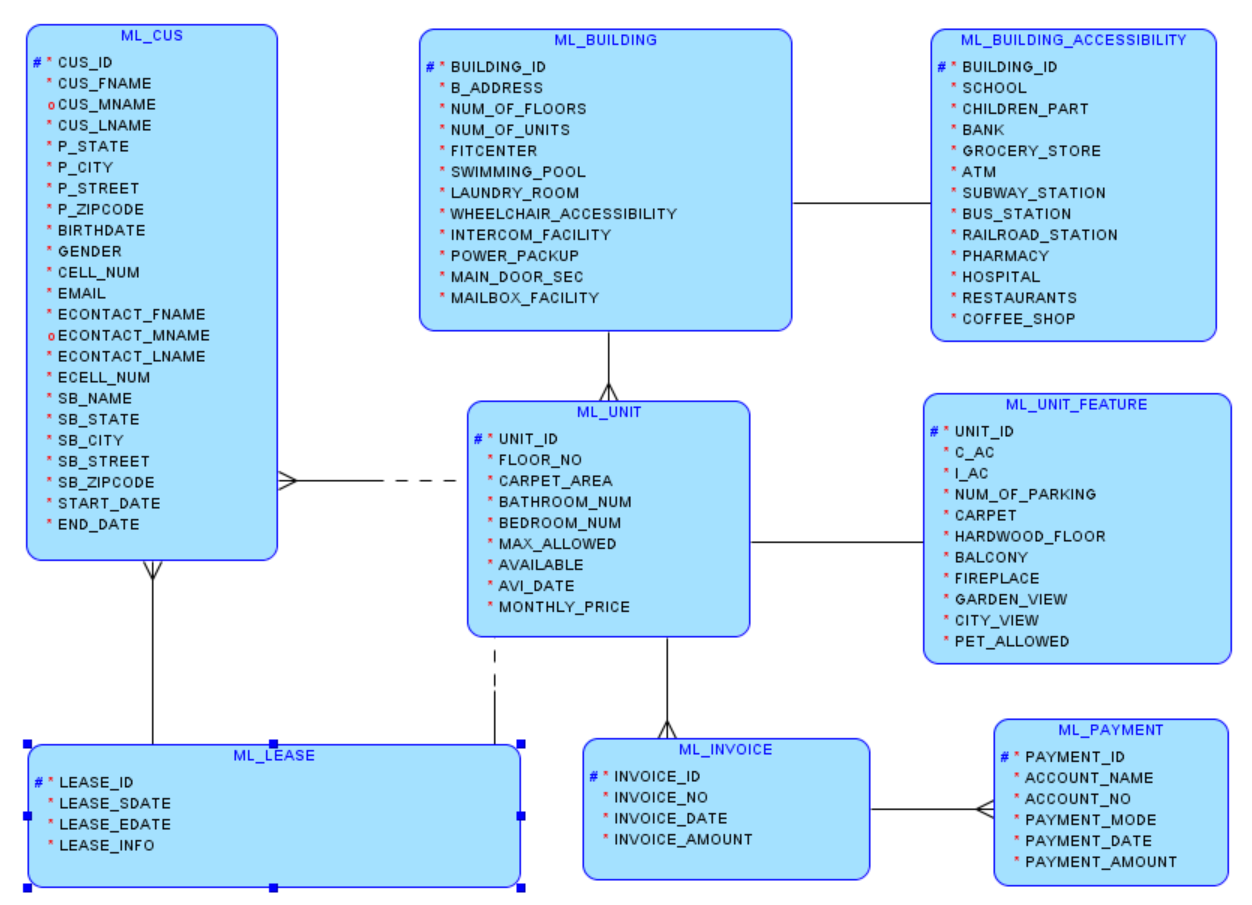 ML_CUS
# * CUS_ID
* CUS_FNAME
o CUS_MNAME
* CUS_LNAME
* P_STATE
* P_CITY
* P_STREET
* P_ZIPCODE
* BIRTHDATE
* GENDER
* CELL_NUM
* EMAIL
* ECONTACT_FNAME
o ECONTACT_MNAME
* ECONTACT_LNAME
* ECELL_NUM
* SB_NAME
* SB_STATE
* SB_CITY
* SB_STREET
* SB_ZIPCODE
* START_DATE
* END_DATE
ML_BUILDING
# * BUILDING_ID
* B_ADDRESS
* NUM_OF_FLOORS
* NUM_OF_UNITS
* FITCENTER
* SWIMMING_POOL
* LAUNDRY_ROOM
* WHEELCHAIR_ACCESSIBILITY
* INTERCOM_FACILITY
* POWER_PACKUP
* MAIN_DOOR_SEC
* MAILBOX_FACILITY
ML_BUILDING_ACCESSIBILITY
# * BUILDING_ID
* SCHOOL
* CHILDREN_PART
* BANK
* GROCERY_STORE
* ATM
* SUBWAY_STATION
* BUS_STATION
* RAILROAD_STATION
* PHARMACY
* HOSPITAL
* RESTAURANTS
* COFFEE_SHOP
ML_UNIT
# * UNIT_ID
* FLOOR_NO
* CARPET_AREA
* BATHROOM_NUM
* BEDROOM_NUM
* MAX_ALLOWED
* AVAILABLE
* AVI_DATE
* MONTHLY_PRICE
ML_UNIT_FEATURE
# * UNIT_ID
* C_AC
* I_AC
* NUM_OF_PARKING
* CARPET
* HARDWOOD_FLOOR
* BALCONY
* FIREPLACE
* GARDEN_VIEW
* CITY_VIEW
* PET_ALLOWED
ML_LEASE
# * LEASE_ID
* LEASE_SDATE
* LEASE_EDATE
* LEASE_INFO
ML_INVOICE
# * INVOICE_ID
* INVOICE_NO
* INVOICE_DATE
* INVOICE_AMOUNT
ML_PAYMENT
# * PAYMENT_ID
* ACCOUNT_NAME
* ACCOUNT_NO
* PAYMENT_MODE
* PAYMENT_DATE
* PAYMENT_AMOUNT